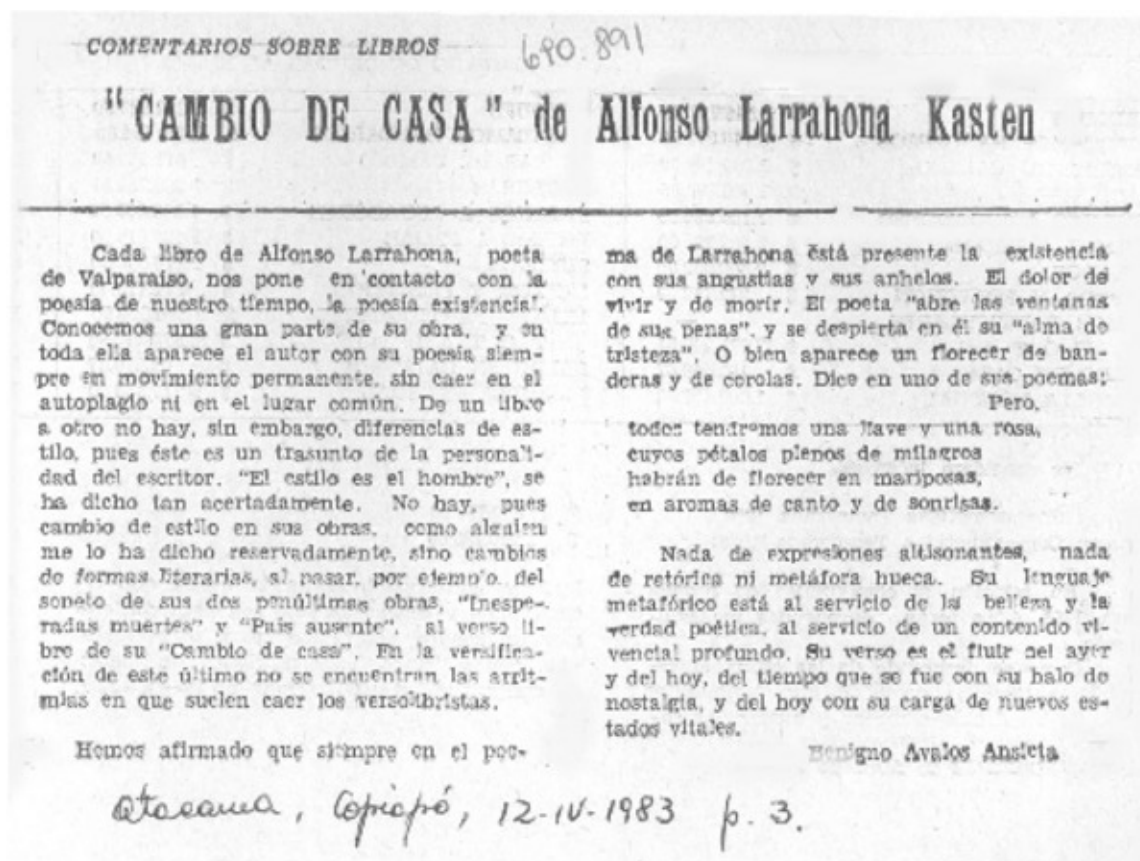 COMENTARIOS SOBRE LIBROS
690.891
"CAMBIO DE CASA" de Alfonso Larrahona Kasten
Cada libro de Alfonso Larrahona, poeta
de Valparaíso, nos pone en contacto con la
poesía de nuestro tiempo, la poesía existencial.
Conocemos una gran parte de su obra, y en
toda ella aparece el autor con su poesía siem-
pre en movimiento permanente, sin caer en el
autoplagio ni en el lugar común. De un libro
a otro no hay, sin embargo, diferencias de es-
tilo, pues éste es un trasunto de la personali-
dad del escritor. "El estilo es el hombre", se
ha dicho tan acertadamente. No hay, pues
cambio de estilo en sus obras, como alguien
me lo ha dicho reservadamente, sino cambios
de formas literarias, al pasar, por ejemplo, del
soneto de sus dos penúltimas obras, "Inespe-
radas muertes" y "País ausente", al verso li-
bre de su "Cambio de casa". En la versifica-
ción de este último no se encuentran las arrit-
mias en que suelen caer los versolibristas.
Hemos afirmado que siempre en el poe-
ma de Larrahona está presente la existencia
con sus angustias y sus anhelos. El dolor de
vivir y de morir. El poeta "abre las ventanas
de sus penas", y se despierta en él su "alma de
tristeza". O bien aparece un florecer de ban-
deras y de corolas. Dice en uno de sus poemas:
Pero,
todos tendremos una llave y una rosa,
cuyos pétalos plenos de milagros
habrán de florecer en mariposas,
en aromas de canto y de sonrisas.
Nada de expresiones altisonantes, nada
de retórica ni metáfora hueca. Su lenguaje
metafórico está al servicio de la belleza y la
verdad poética, al servicio de un contenido vi-
vencial profundo. Su verso es el fluir del ayer
y del hoy, del tiempo que se fue con su halo de
nostalgia, y del hoy con su carga de nuevos es-
tados vitales.
Benigno Avalos Ansieta
Atacama, Copiapó, 12-IV-1983 p. 3.